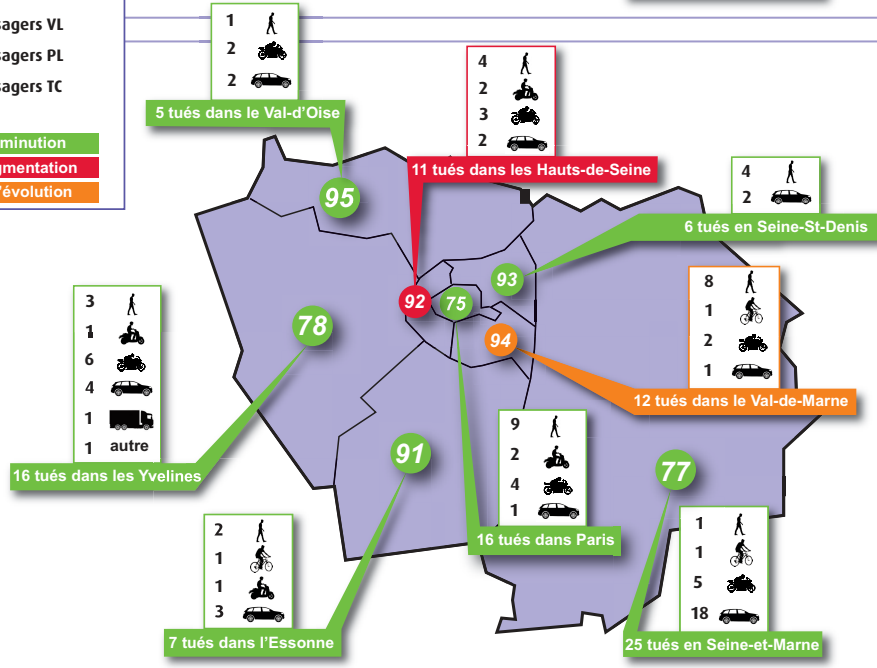 sagers VL
sagers PL
sagers TC
minution
gmentation
'évolution
1
2
2
5 tués dans le Val-d'Oise
4
2
3
2
11 tués dans les Hauts-de-Seine
4
2
6 tués en Seine-St-Denis
95
93
92
75
78
94
91
77
8
1
2
1
12 tués dans le Val-de-Marne
3
1
6
4
1
1 autre
16 tués dans les Yvelines
9
2
4
1
16 tués dans Paris
2
1
1
3
7 tués dans l'Essonne
1
1
5
18
25 tués en Seine-et-Marne